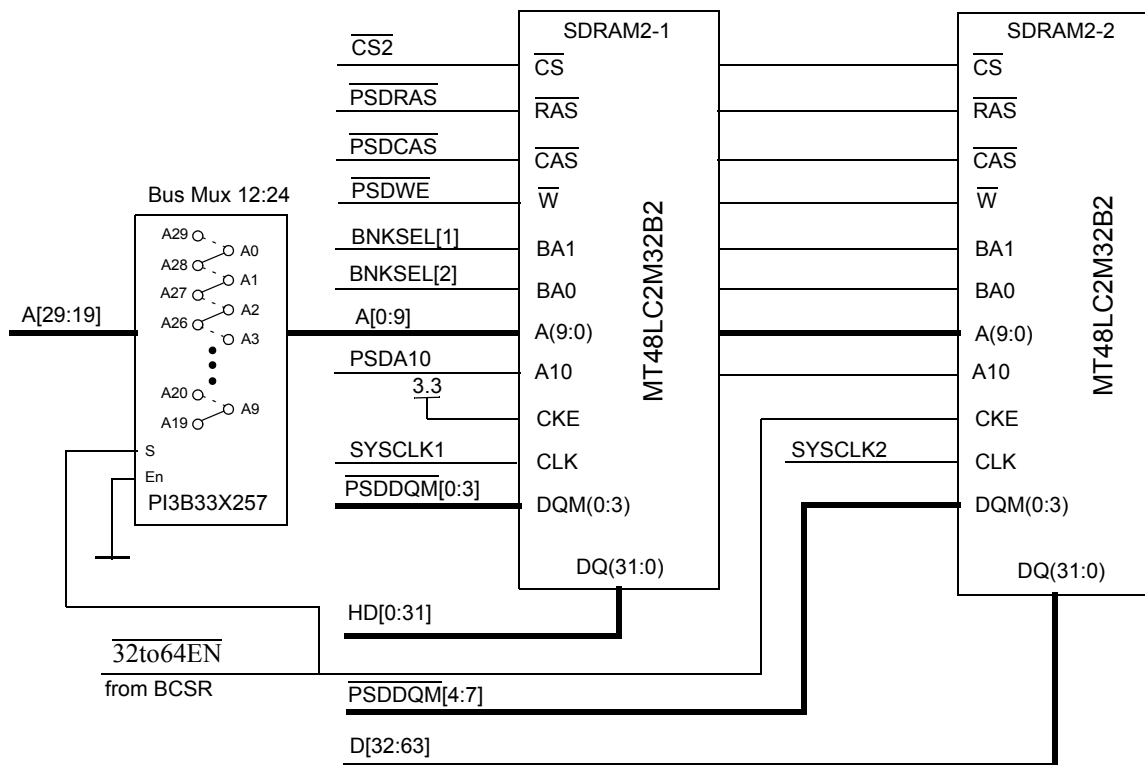 SDRAM2-1
SDRAM2-2
CS2
CS
CS
PSDRAS
RAS
RAS
PSDCAS
CAS
CAS
PSDWE
W
W
BNKSEL[1]
BA1
BA1
BNKSEL[2]
BA0
BA0
A[0:9]
A(9:0)
A(9:0)
PSDA10
A10
A10
3.3
CKE
CKE
SYSCLK1
CLK
SYSCLK2
CLK
PSDDQM[0:3]
DQM(0:3)
DQM(0:3)
DQ(31:0)
DQ(31:0)
MT48LC2M32B2
MT48LC2M32B2
Bus Mux 12:24
A29
A0
A28
A1
A27
A2
A26
A3
A20
A9
A19
A[29:19]
S
En
PI3B33X257
HD[0:31]
32to64EN
from BCSR
PSDDQM[4:7]
D[32:63]